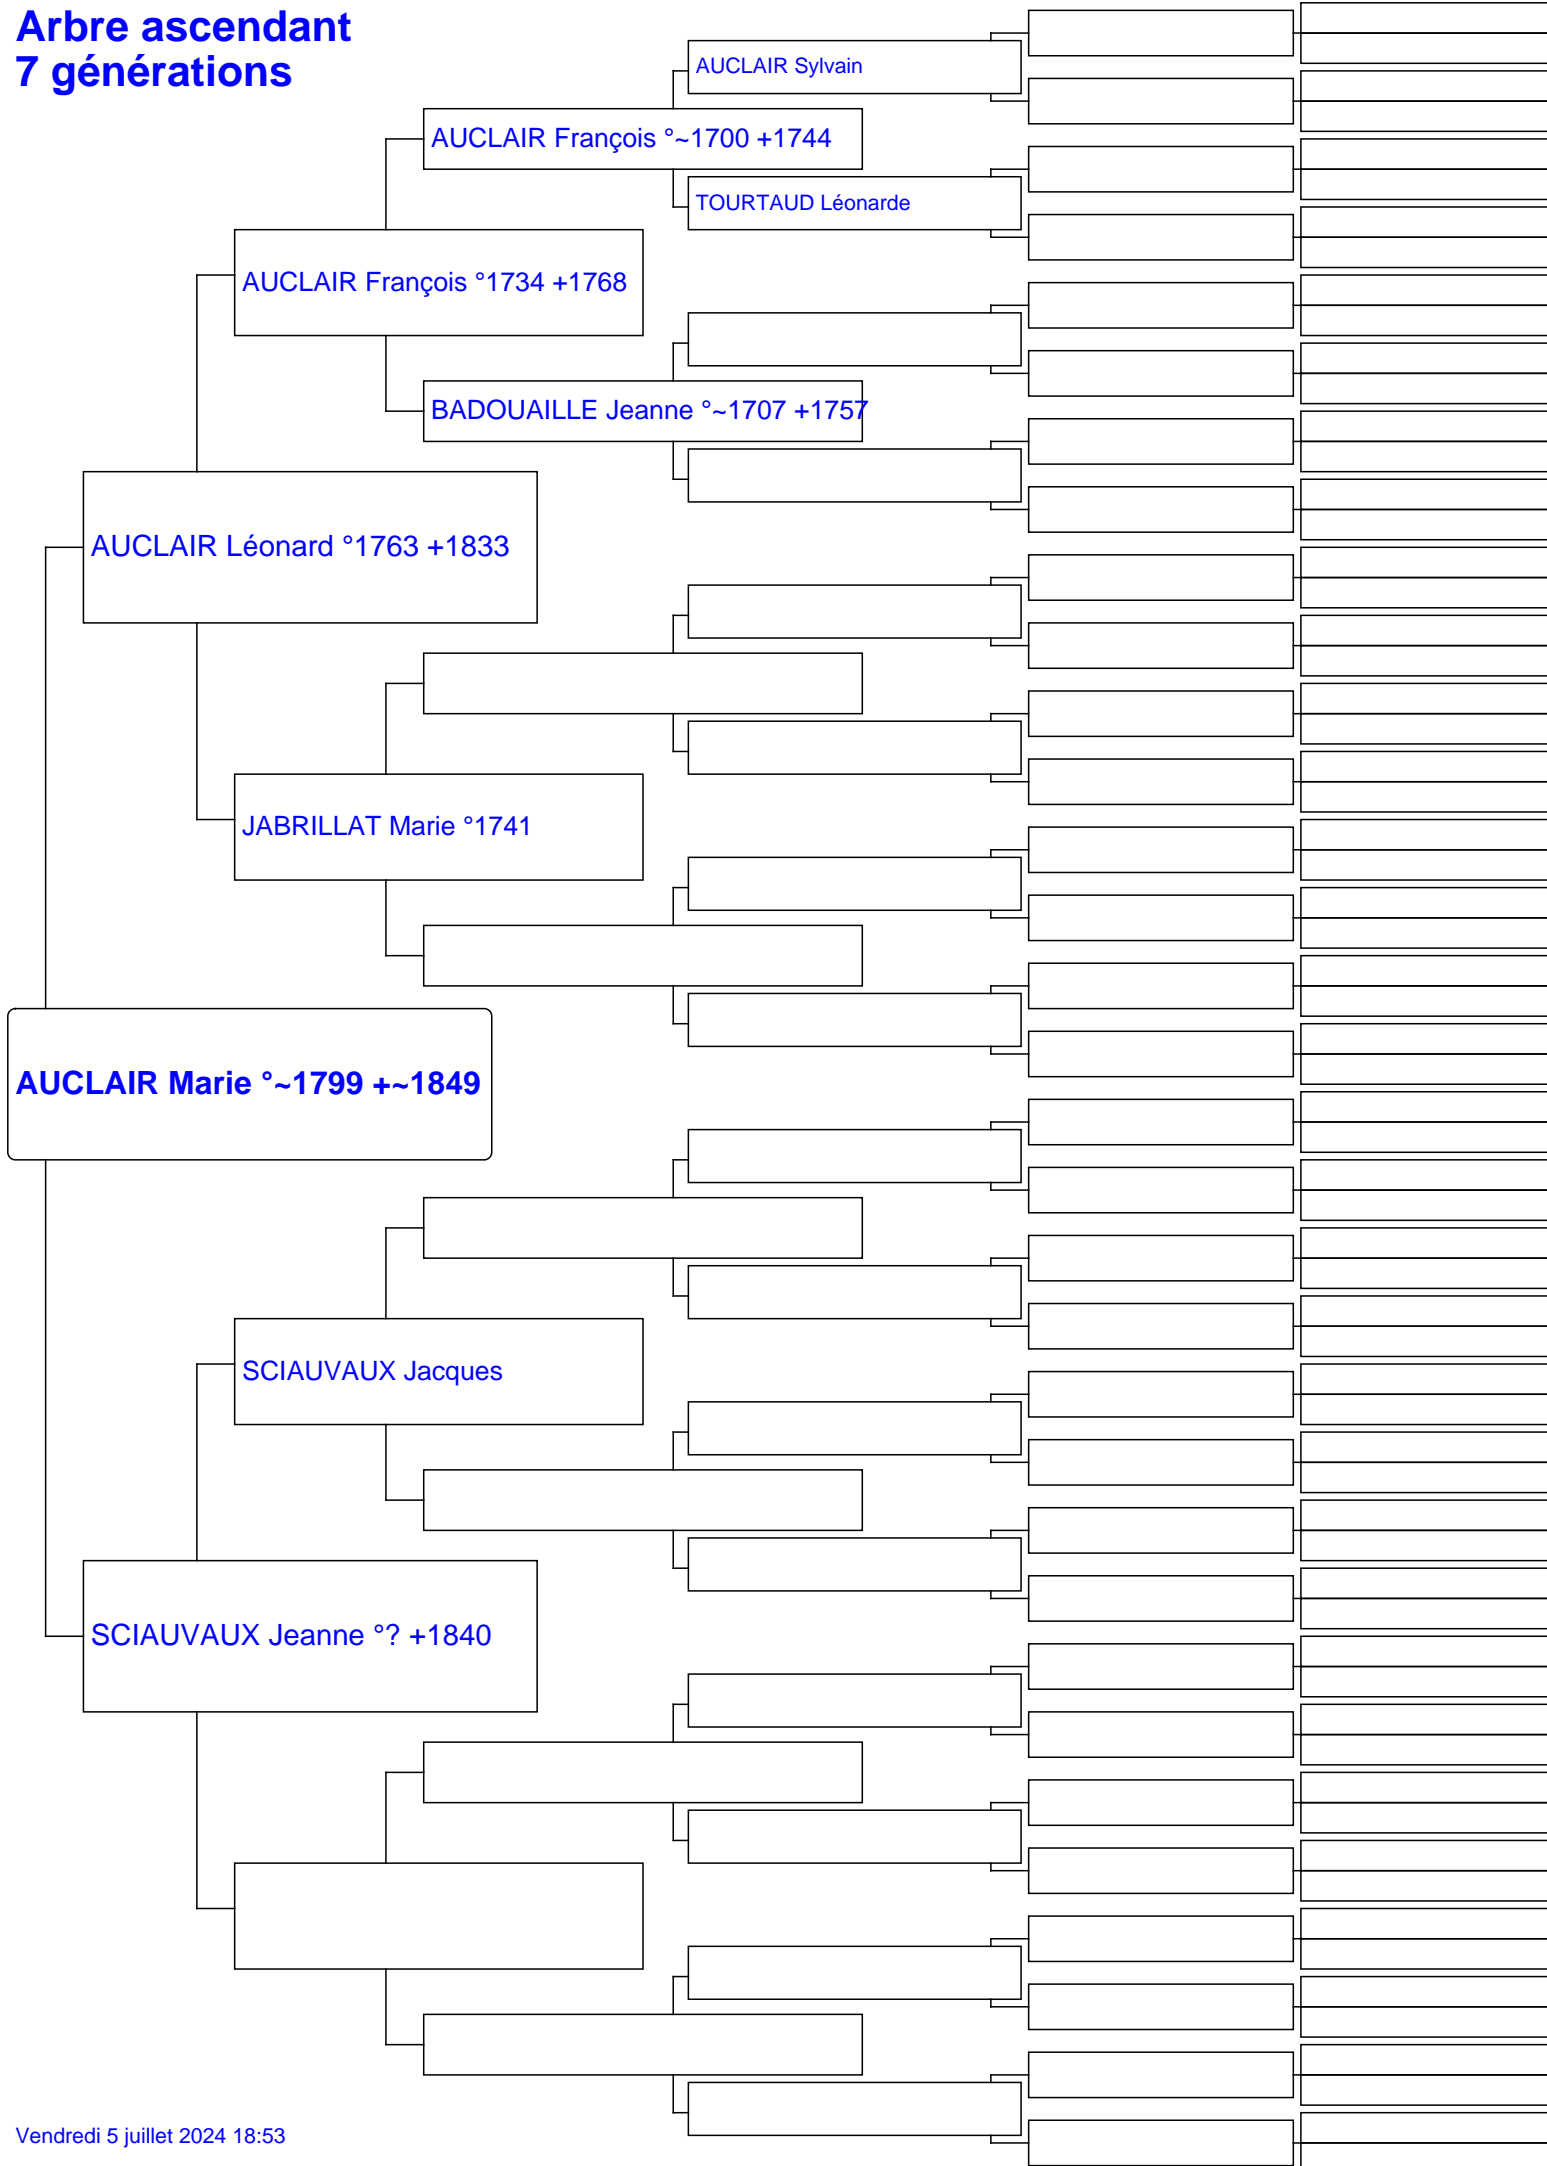 Arbre ascendant
7 générations
AUCLAIR Sylvain
AUCLAIR François °~1700 +1744
TOURTAUD Léonarde
AUCLAIR François °1734 +1768
BADOUAILLE Jeanne °~1707 +1757
AUCLAIR Léonard °1763 +1833
JABRILLAT Marie °1741
AUCLAIR Marie °~1799 +~1849
SCIAUVAUX Jacques
SCIAUVAUX Jeanne °? +1840
Vendredi 5 juillet 2024 18:53